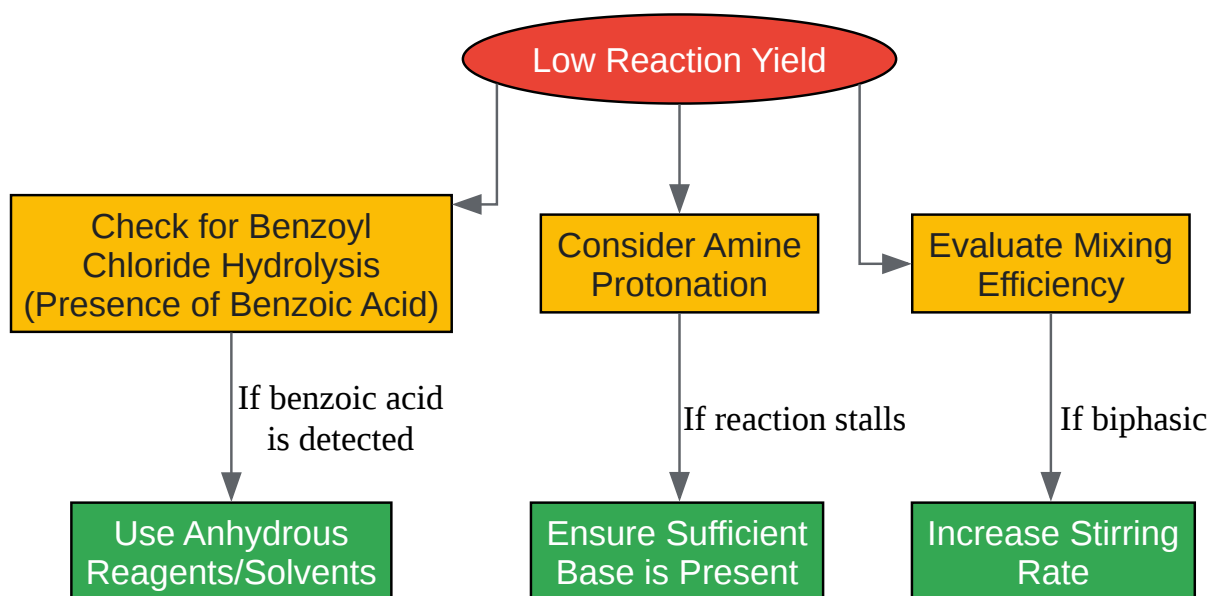 Low Reaction Yield
Check for Benzoyl
Chloride Hydrolysis
(Presence of Benzoic Acid)
Consider Amine
Protonation
Evaluate Mixing
Efficiency
If benzoic acid
is detected
If reaction stalls
If biphasic
Use Anhydrous
Reagents/Solvents
Ensure Sufficient
Base is Present
Increase Stirring
Rate